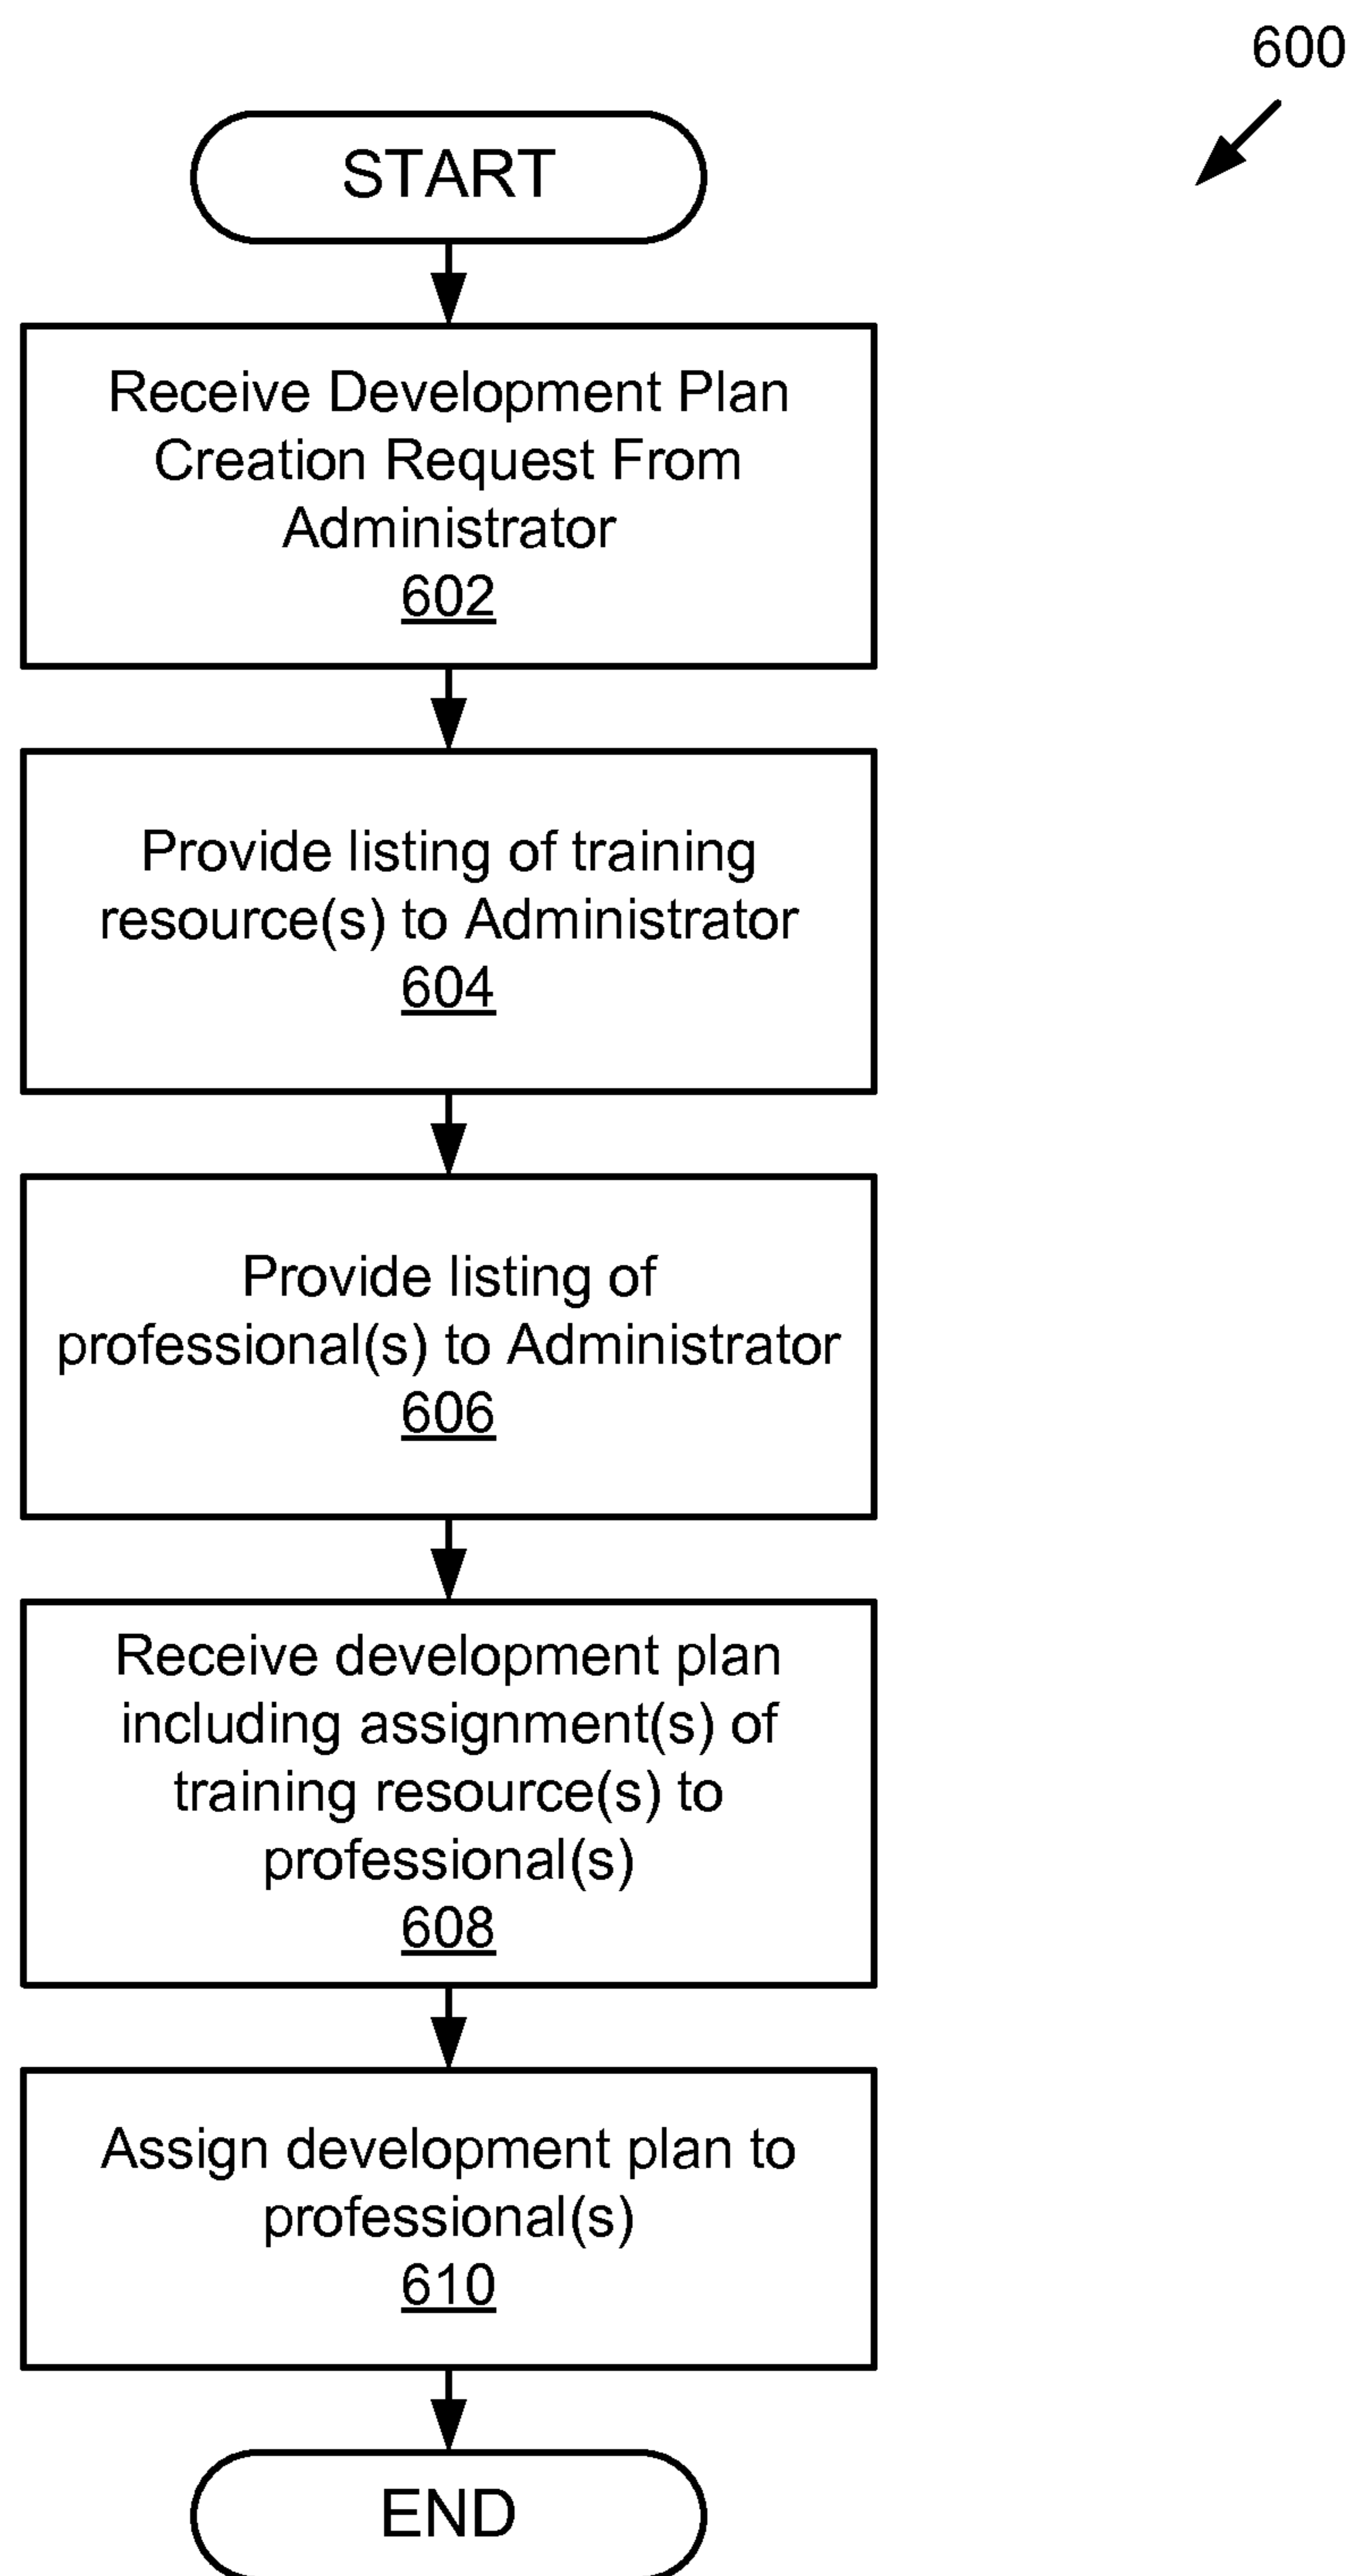 600
START
Receive Development Plan
Creation Request From
Administrator
602
Provide listing of training
resource(s) to Administrator
604
Provide listing of
professional(s) to Administrator
606
Receive development plan
including assignment(s) of
training resource(s) to
professional(s)
608
Assign development plan to
professional(s)
610
END